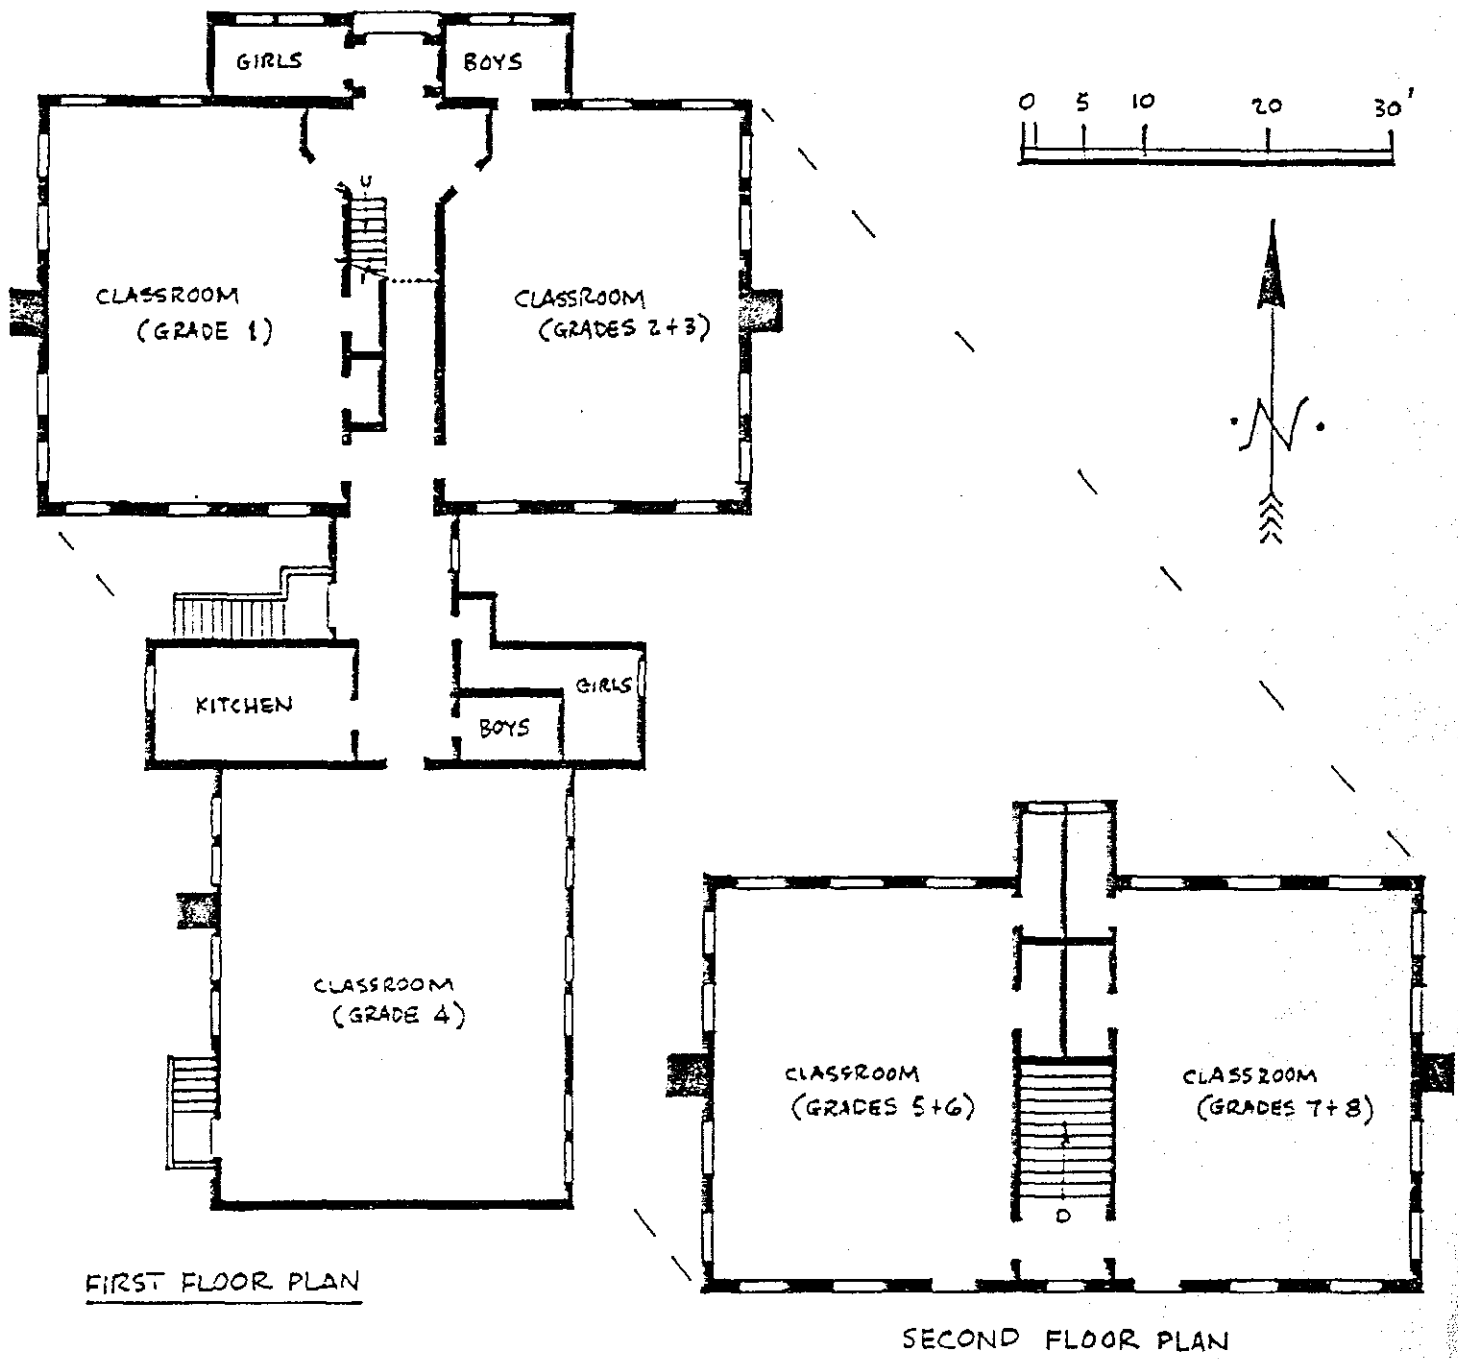 GIRLS
BOYS
0 5 10 20 30'
U
CLASSROOM
(GRADE 1)
CLASSROOM
(GRADES 2+3)
N
KITCHEN
GIRLS
BOYS
CLASSROOM
(GRADE 4)
CLASSROOM
(GRADES 5+6)
CLASSROOM
(GRADES 7+8)
D
FIRST FLOOR PLAN
SECOND FLOOR PLAN